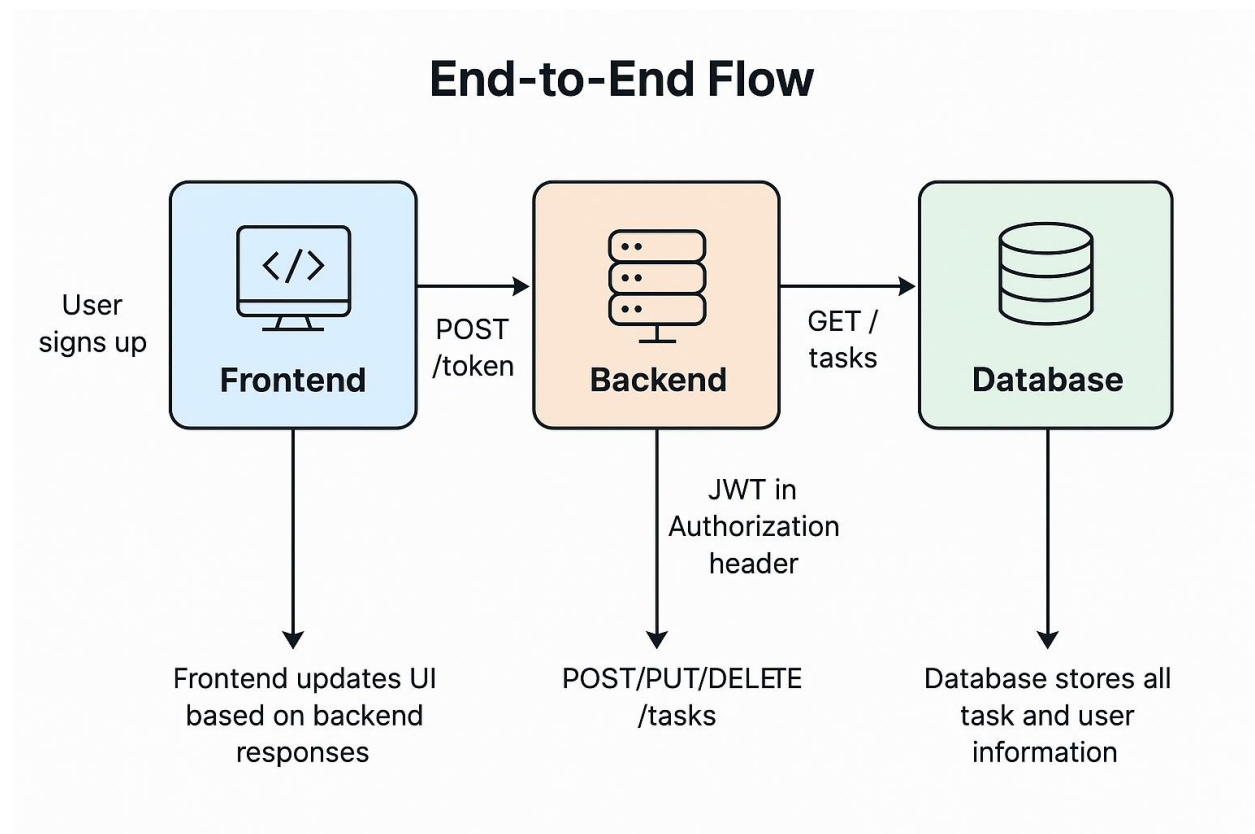 End-to-End Flow
User
signs up
</>
Frontend
POST
/token
Backend
GET /
tasks
Database
JWT in
Authorization
header
Frontend updates UI
based on backend
responses
POST/PUT/DELETE
/tasks
Database stores all
task and user
information